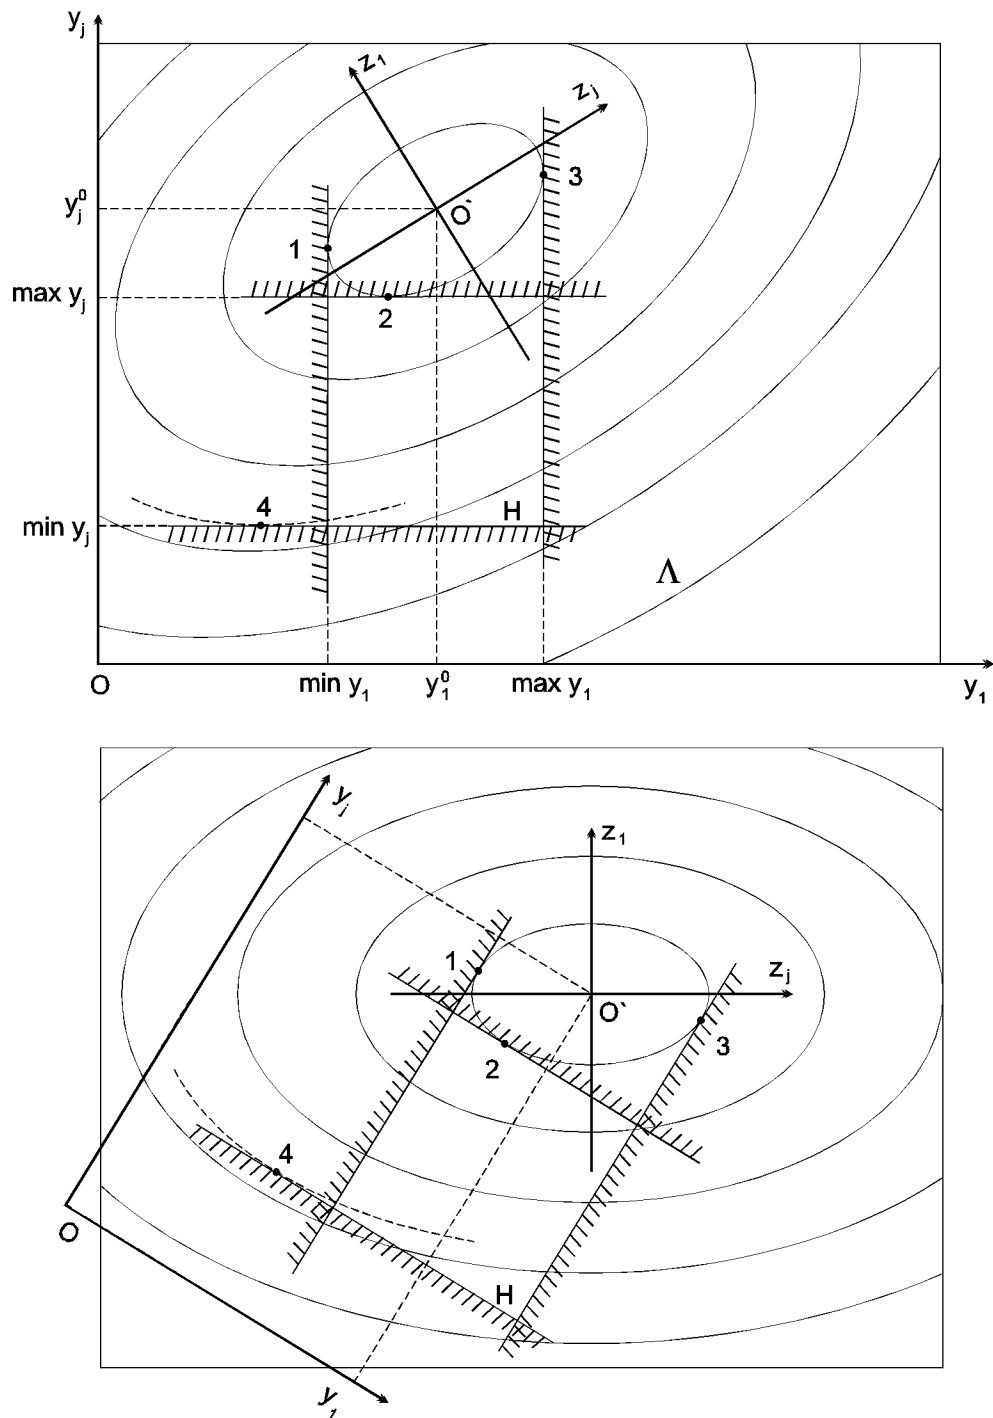 y_j
z_1
z_j
3
y_j^0
O`
1
max y_j
2
4
H
min y_j
Λ
O
min y_1
y_1^0
max y_1
y_1
y_j
z_1
1
z_j
O`
3
2
4
O
H
y_1